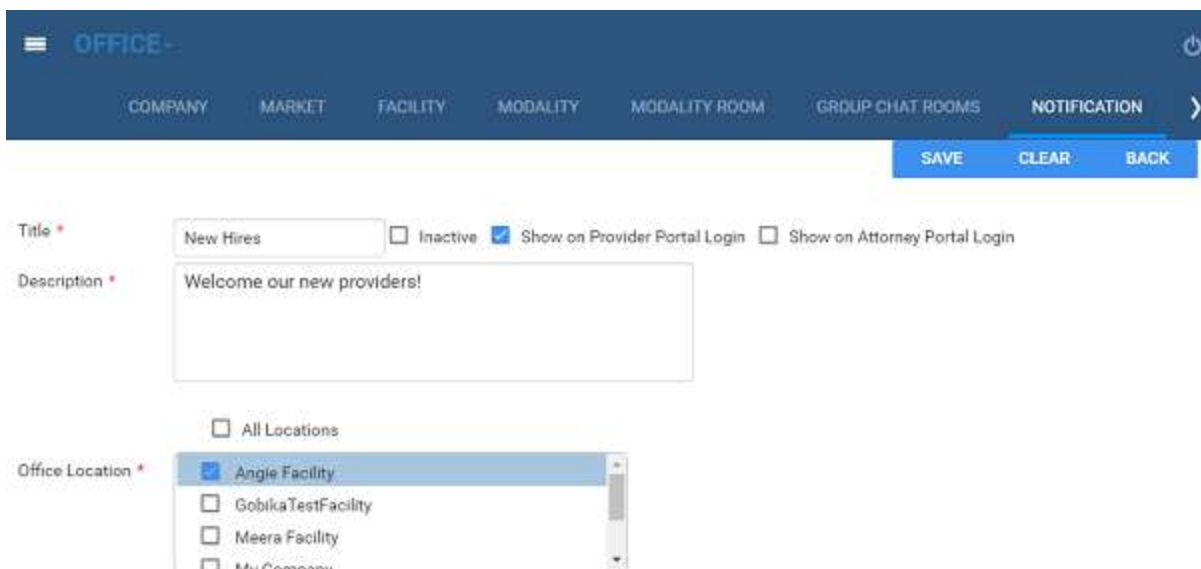 OFFICE-
COMPANY MARKET FACILITY MODALITY MODALITY ROOM GROUP CHAT ROOMS NOTIFICATION
SAVE CLEAR BACK
Title * New Hires Inactive Show on Provider Portal Login Show on Attorney Portal Login
Description * Welcome our new providers!
All Locations
Office Location * Angie Facility
GobikaTestFacility
Meera Facility
My Company